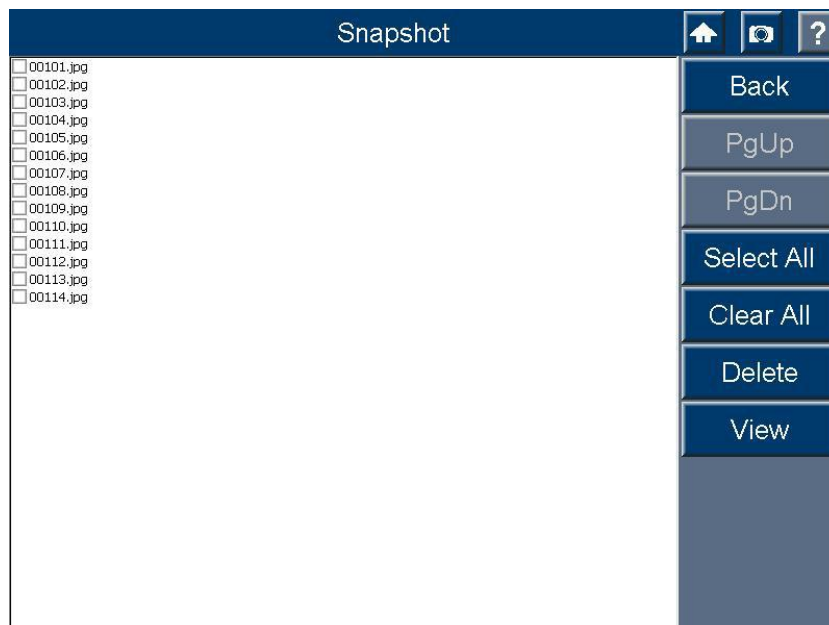 Snapshot
?
00101.jpg
00102.jpg
00103.jpg
00104.jpg
00105.jpg
00106.jpg
00107.jpg
00108.jpg
00109.jpg
00110.jpg
00111.jpg
00112.jpg
00113.jpg
00114.jpg
Back
PgUp
PgDn
Select All
Clear All
Delete
View